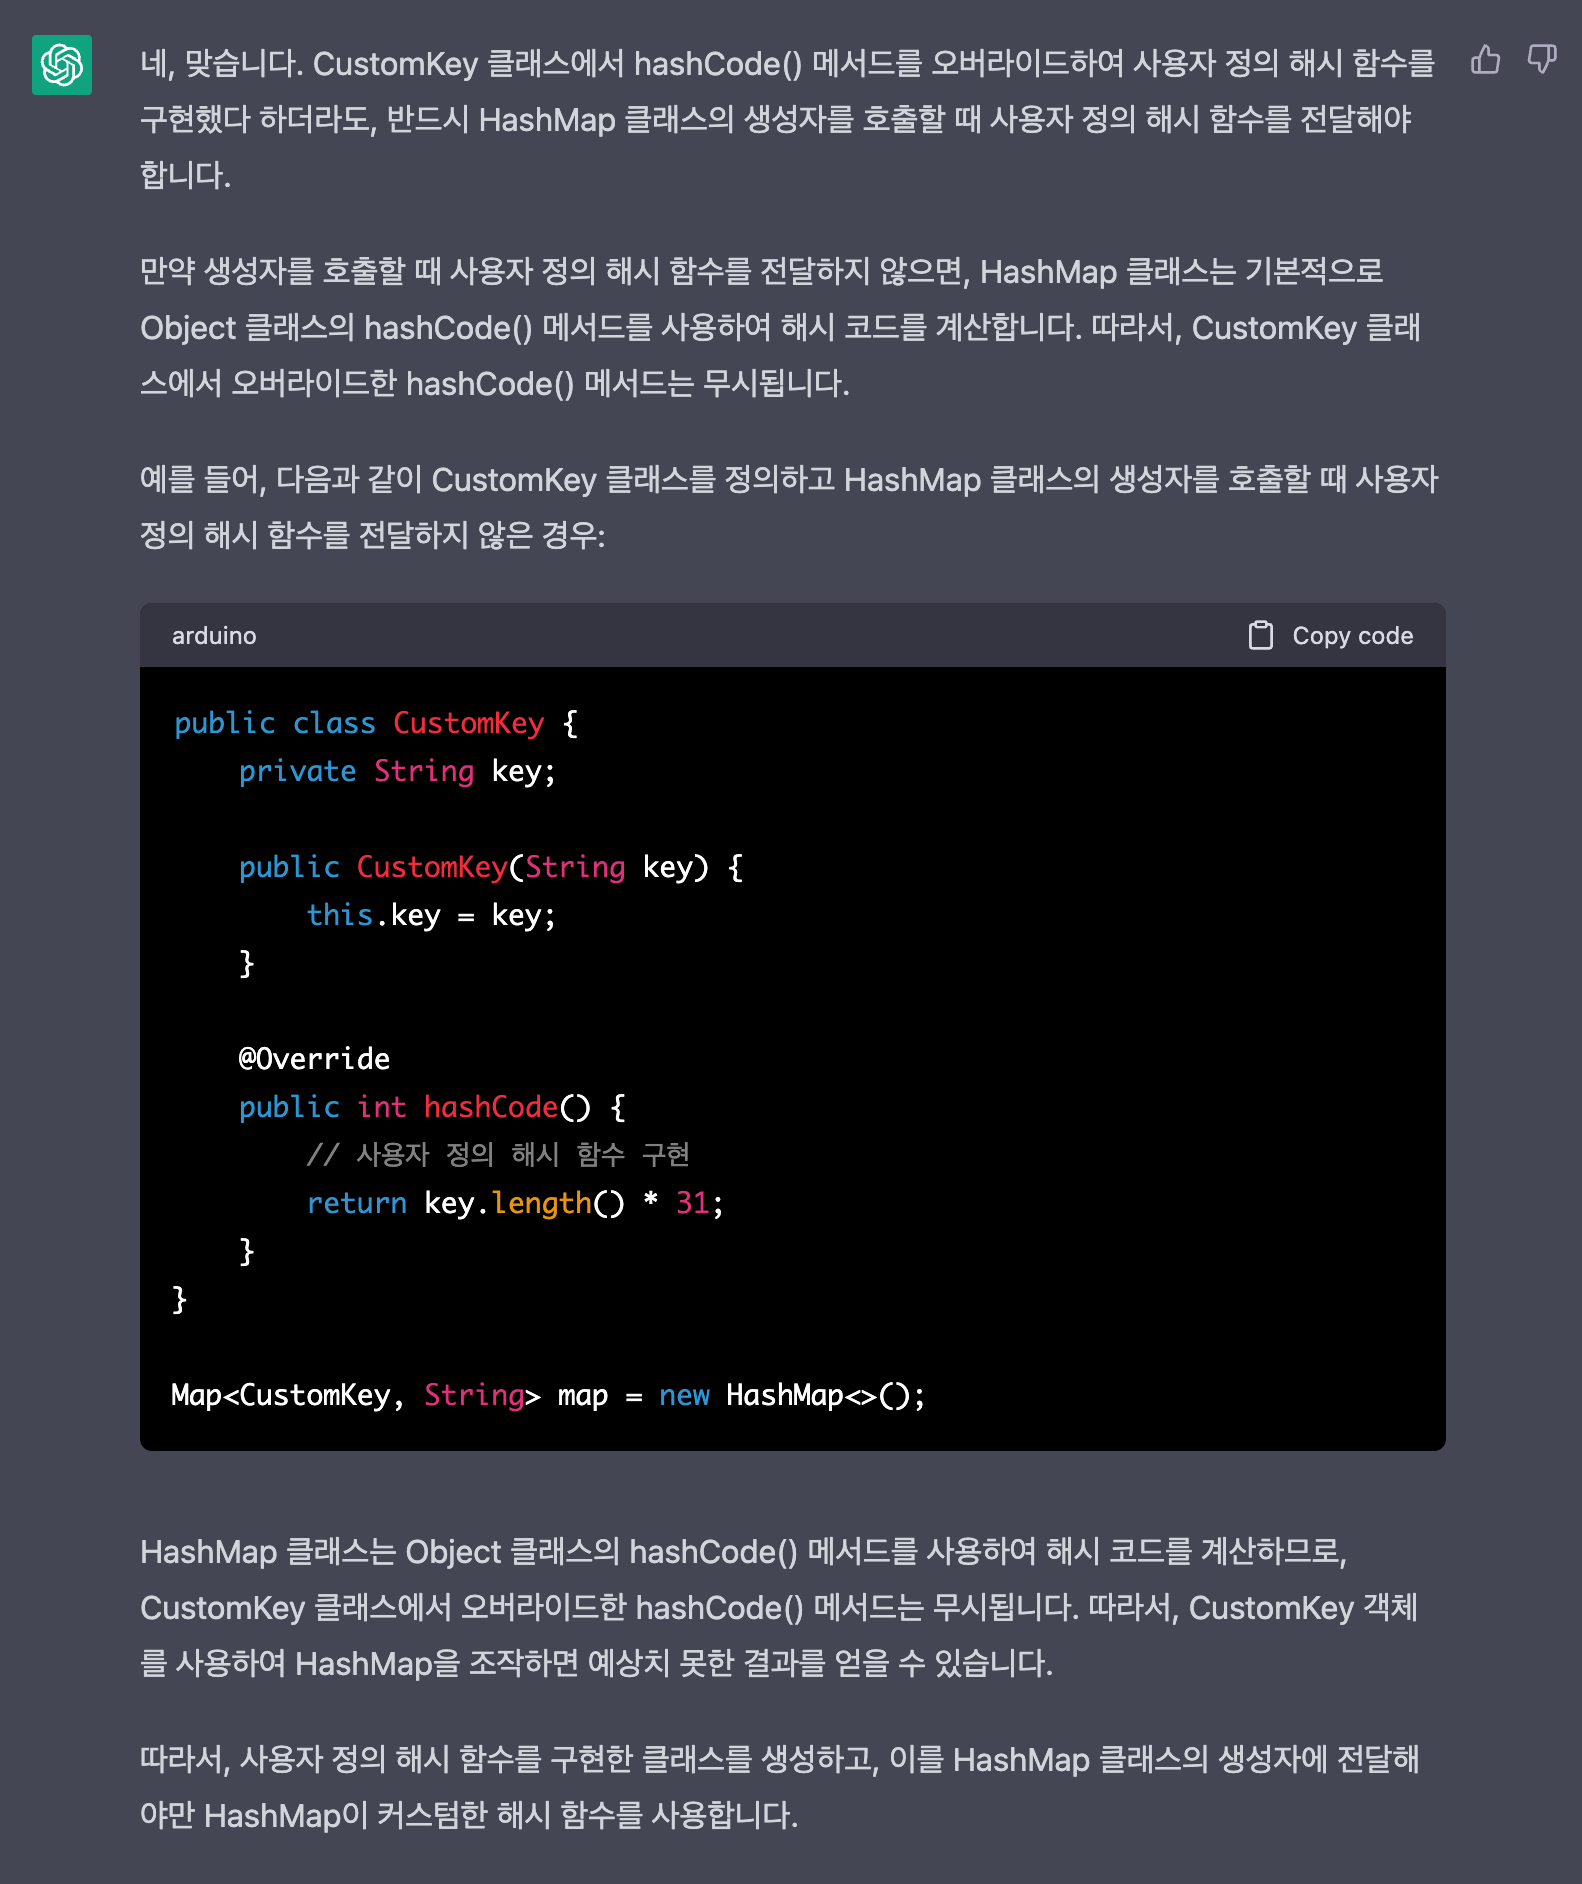 네, 맞습니다. CustomKey 클래스에서 hashCode() 메서드를 오버라이드하여 사용자 정의 해시 함수를
구현했다 하더라도, 반드시 HashMap 클래스의 생성자를 호출할 때 사용자 정의 해시 함수를 전달해야
합니다.
만약 생성자를 호출할 때 사용자 정의 해시 함수를 전달하지 않으면, HashMap 클래스는 기본적으로
Object 클래스의 hashCode() 메서드를 사용하여 해시 코드를 계산합니다. 따라서, CustomKey 클래
스에서 오버라이드한 hashCode() 메서드는 무시됩니다.
예를 들어, 다음과 같이 CustomKey 클래스를 정의하고 HashMap 클래스의 생성자를 호출할 때 사용자
정의 해시 함수를 전달하지 않은 경우:
arduino
Copy code
public class CustomKey {
    private String key;
    public CustomKey(String key) {
        this.key = key;
    }
    @Override
    public int hashCode() {
        // 사용자 정의 해시 함수 구현
        return key.length() * 31;
    }
}
Map<CustomKey, String> map = new HashMap<>();
HashMap 클래스는 Object 클래스의 hashCode() 메서드를 사용하여 해시 코드를 계산하므로,
CustomKey 클래스에서 오버라이드한 hashCode() 메서드는 무시됩니다. 따라서, CustomKey 객체
를 사용하여 HashMap을 조작하면 예상치 못한 결과를 얻을 수 있습니다.
따라서, 사용자 정의 해시 함수를 구현한 클래스를 생성하고, 이를 HashMap 클래스의 생성자에 전달해
야만 HashMap이 커스텀한 해시 함수를 사용합니다.